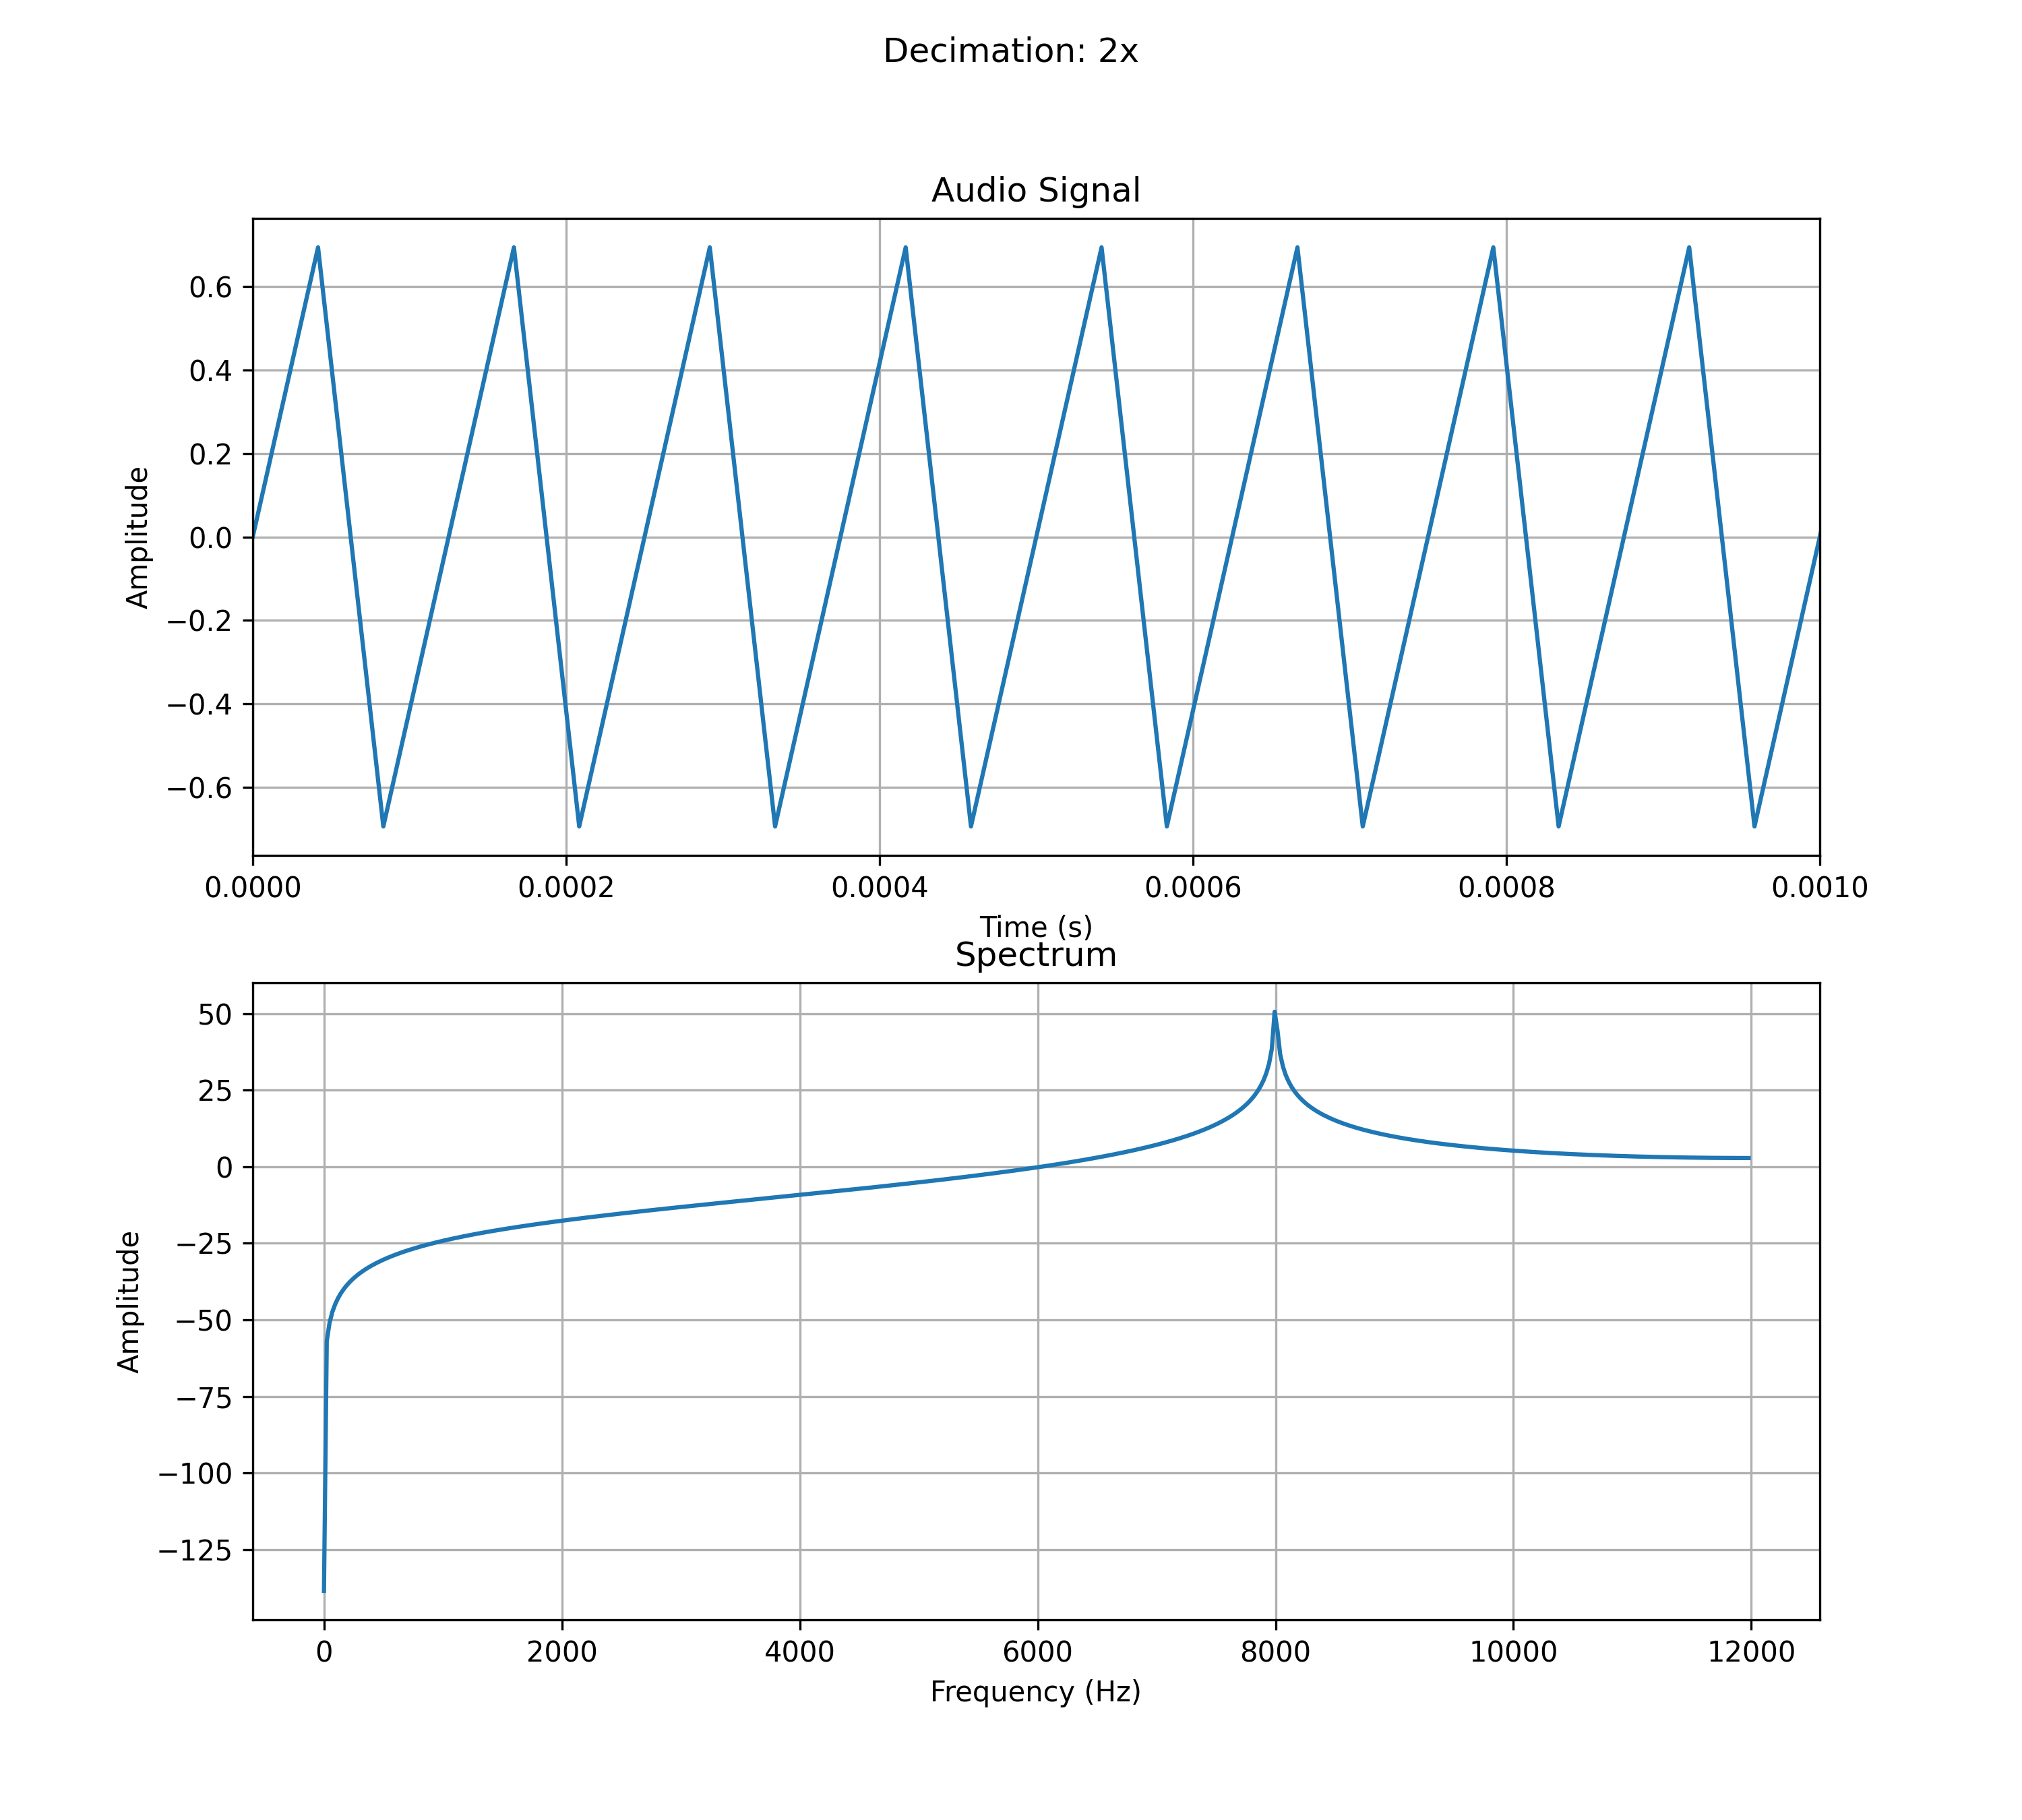 Decimation: 2x
Audio Signal
Amplitude
0.6
0.4
0.2
0.0
−0.2
−0.4
−0.6
0.0000 0.0002 0.0004 0.0006 0.0008 0.0010
Time (s)
Spectrum
Amplitude
50
25
0
−25
−50
−75
−100
−125
0 2000 4000 6000 8000 10000 12000
Frequency (Hz)